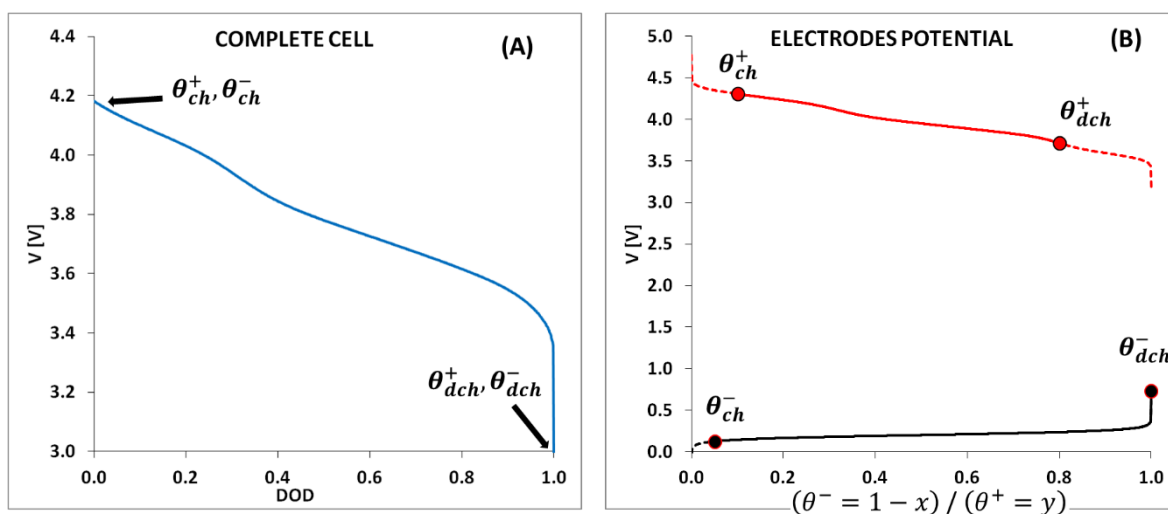 COMPLETE CELL
(A)
θ⁺ch, θ⁻ch
θ⁺dch, θ⁻dch
V [V]
4.4
4.2
4.0
3.8
3.6
3.4
3.2
3.0
0.0 0.2 0.4 0.6 0.8 1.0
DOD
ELECTRODES POTENTIAL
(B)
θ⁺ch
θ⁺dch
θ⁻ch
θ⁻dch
V [V]
5.0
4.5
4.0
3.5
3.0
2.5
2.0
1.5
1.0
0.5
0.0
0.0 0.2 0.4 0.6 0.8 1.0
(θ⁻ = 1 − x) / (θ⁺ = y)